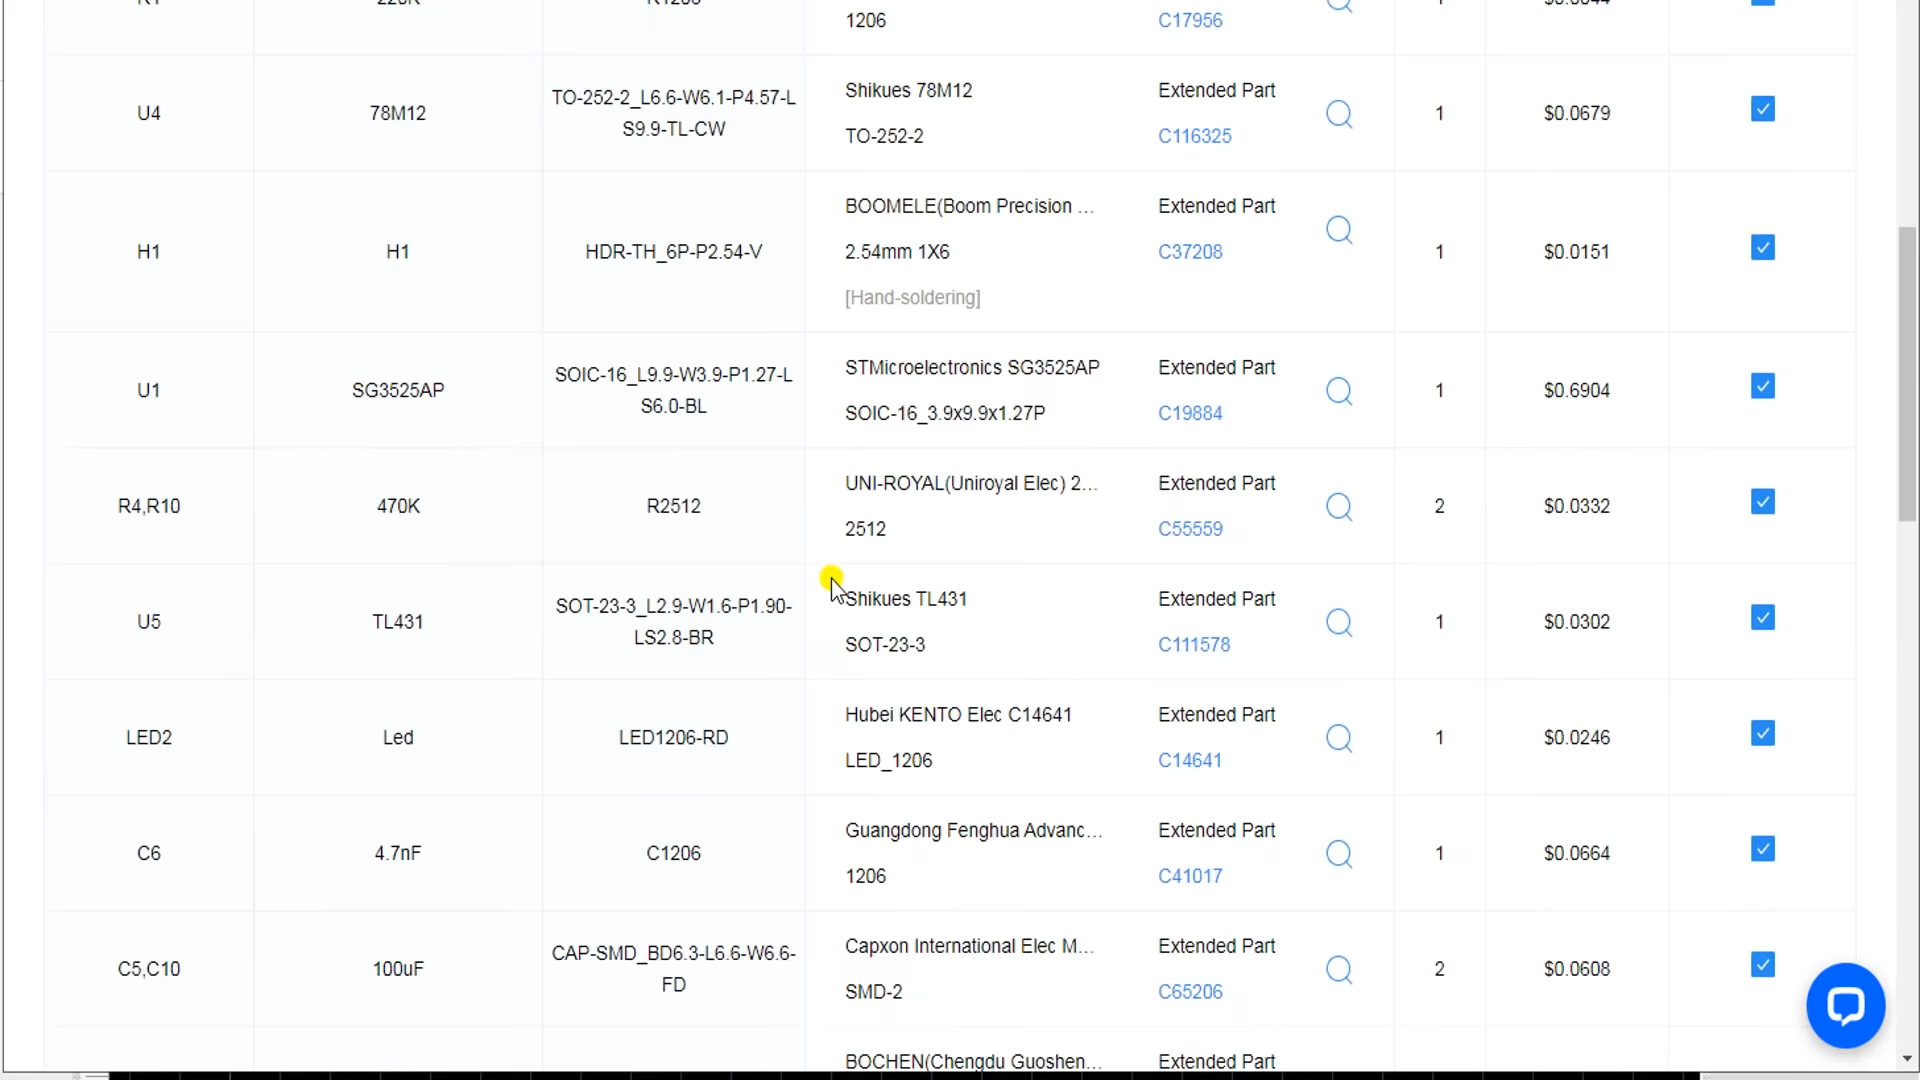 1206
C17956
U4
78M12
TO-252-2_L6.6-W6.1-P4.57-L
S9.9-TL-CW
Shikues 78M12
TO-252-2
Extended Part
C116325
1
$0.0679
H1
H1
HDR-TH_6P-P2.54-V
BOOMELE(Boom Precision ...
2.54mm 1X6
[Hand-soldering]
Extended Part
C37208
1
$0.0151
U1
SG3525AP
SOIC-16_L9.9-W3.9-P1.27-L
S6.0-BL
STMicroelectronics SG3525AP
SOIC-16_3.9x9.9x1.27P
Extended Part
C19884
1
$0.6904
R4,R10
470K
R2512
UNI-ROYAL(Uniroyal Elec) 2...
2512
Extended Part
C55559
2
$0.0332
U5
TL431
SOT-23-3_L2.9-W1.6-P1.90-
LS2.8-BR
Shikues TL431
SOT-23-3
Extended Part
C111578
1
$0.0302
LED2
Led
LED1206-RD
Hubei KENTO Elec C14641
LED_1206
Extended Part
C14641
1
$0.0246
C6
4.7nF
C1206
Guangdong Fenghua Advanc...
1206
Extended Part
C41017
1
$0.0664
C5,C10
100uF
CAP-SMD_BD6.3-L6.6-W6.6-
FD
Capxon International Elec M...
SMD-2
Extended Part
C65206
2
$0.0608
BOCHEN(Chengdu Guoshen...
Extended Part